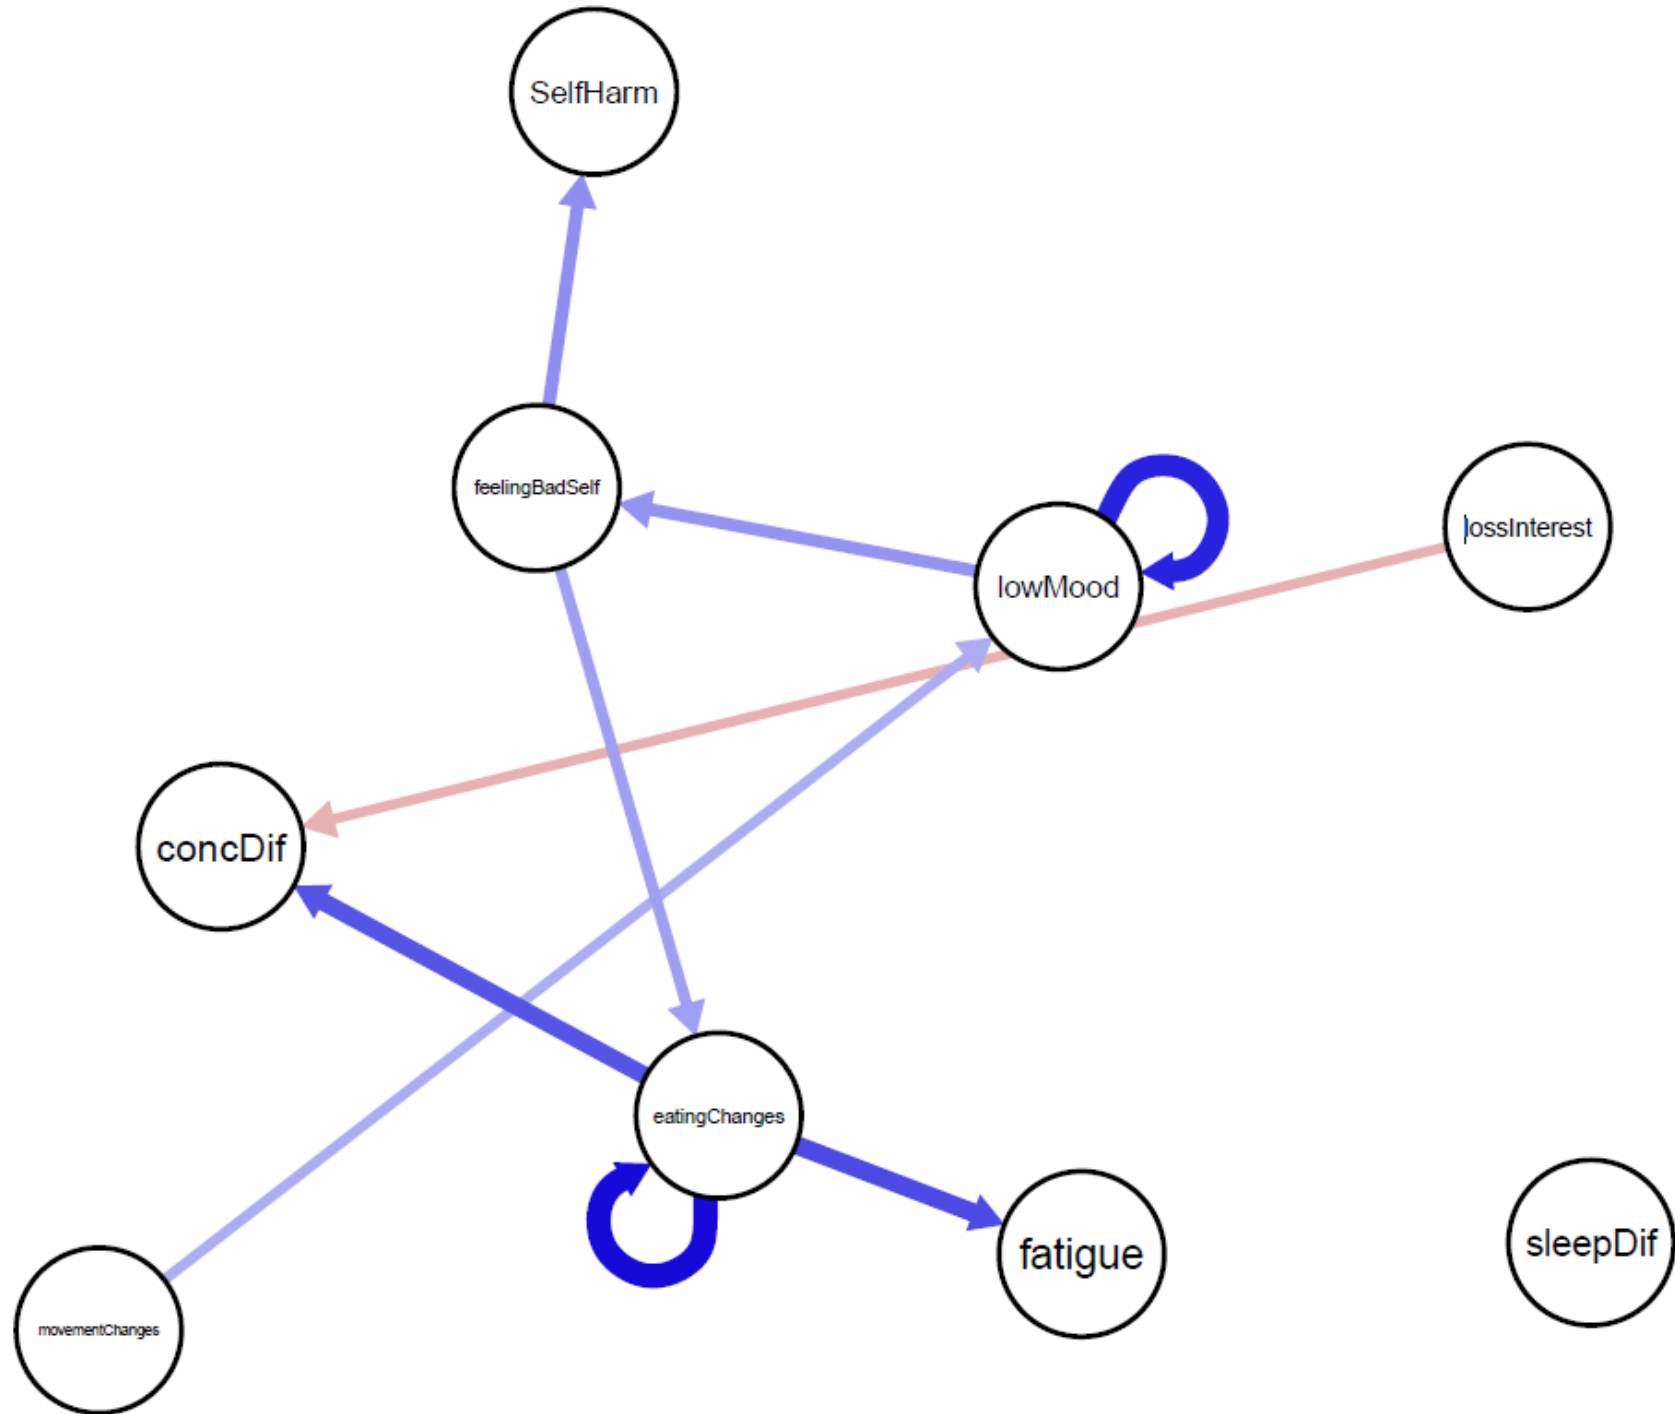 SelfHarm
feelingBadSelf
lossInterest
lowMood
concDif
eatingChanges
fatigue
sleepDif
movementChanges